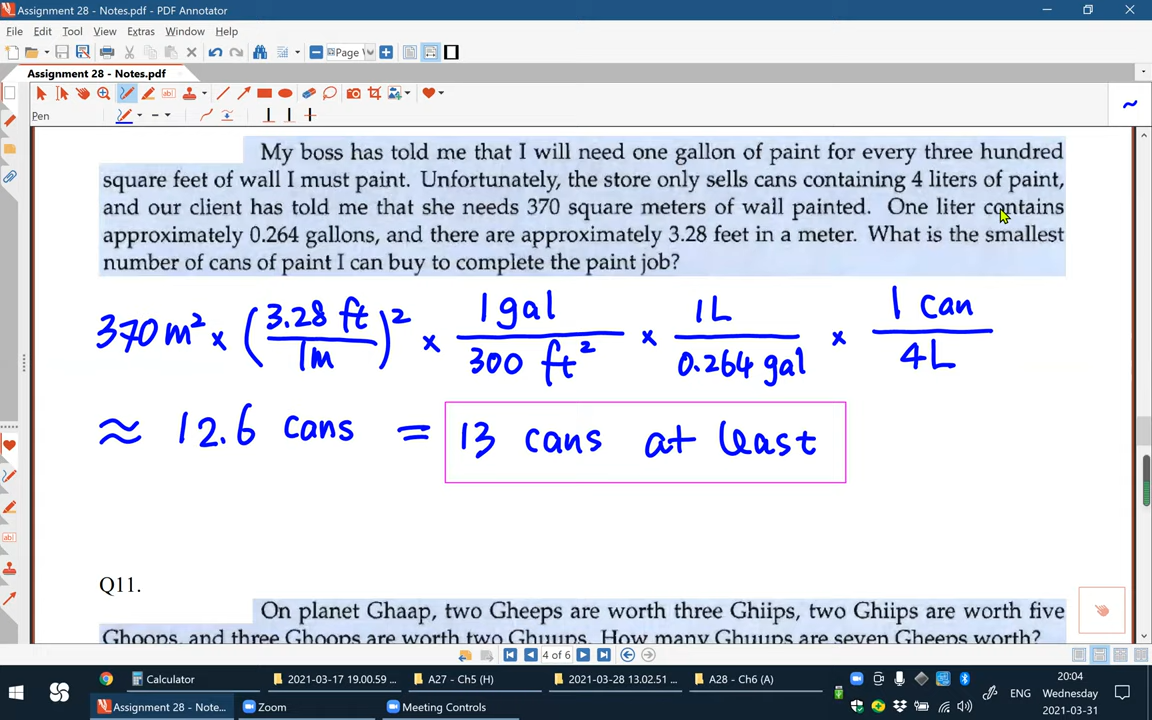 Assignment 28 - Notes.pdf - PDF Annotator
File Edit Tool View Extras Window Help
Page V
Assignment 28 - Notes.pdf
Pen
~
My boss has told me that I will need one gallon of paint for every three hundred
square feet of wall I must paint. Unfortunately, the store only sells cans containing 4 liters of paint,
and our client has told me that she needs 370 square meters of wall painted. One liter contains
approximately 0.264 gallons, and there are approximately 3.28 feet in a meter. What is the smallest
number of cans of paint I can buy to complete the paint job?
370 m² × (3.28 ft / 1m)² × 1 gal / 300 ft² × 1L / 0.264 gal × 1 can / 4L
≈ 12.6 cans = 13 cans at least
Q11.
On planet Ghaap, two Gheeps are worth three Ghiips, two Ghiips are worth five
Ghoops, and three Ghoops are worth two Ghuups. How many Ghuups are seven Gheeps worth?
4 of 6
Calculator 2021-03-17 19.00.59 ... A27 - Ch5 (H) 2021-03-28 13.02.51 ... A28 - Ch6 (A)
Assignment 28 - Note... Zoom Meeting Controls
ENG
20:04
Wednesday
2021-03-31